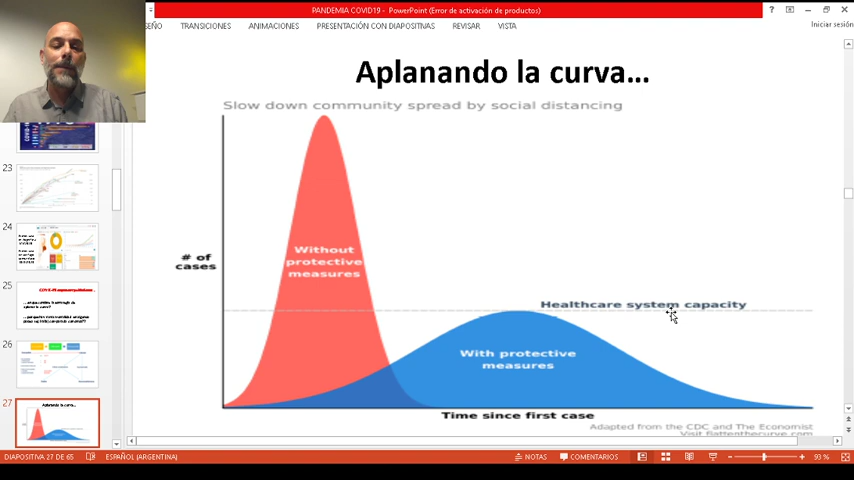 PANDEMIA COVID19 - PowerPoint (Error de activación de productos)
SEÑO TRANSICIONES ANIMACIONES PRESENTACIÓN CON DIAPOSITIVAS REVISAR VISTA
Iniciar sesión
23
24
25
26
27
Aplanando la curva...
Slow down community spread by social distancing
# of
cases
Without
protective
measures
Healthcare system capacity
With protective
measures
Time since first case
Adapted from the CDC and The Economist
Visit flattenthecurve.com
DIAPOSITIVA 27 DE 65 ESPAÑOL (ARGENTINA) NOTAS COMENTARIOS 93 %